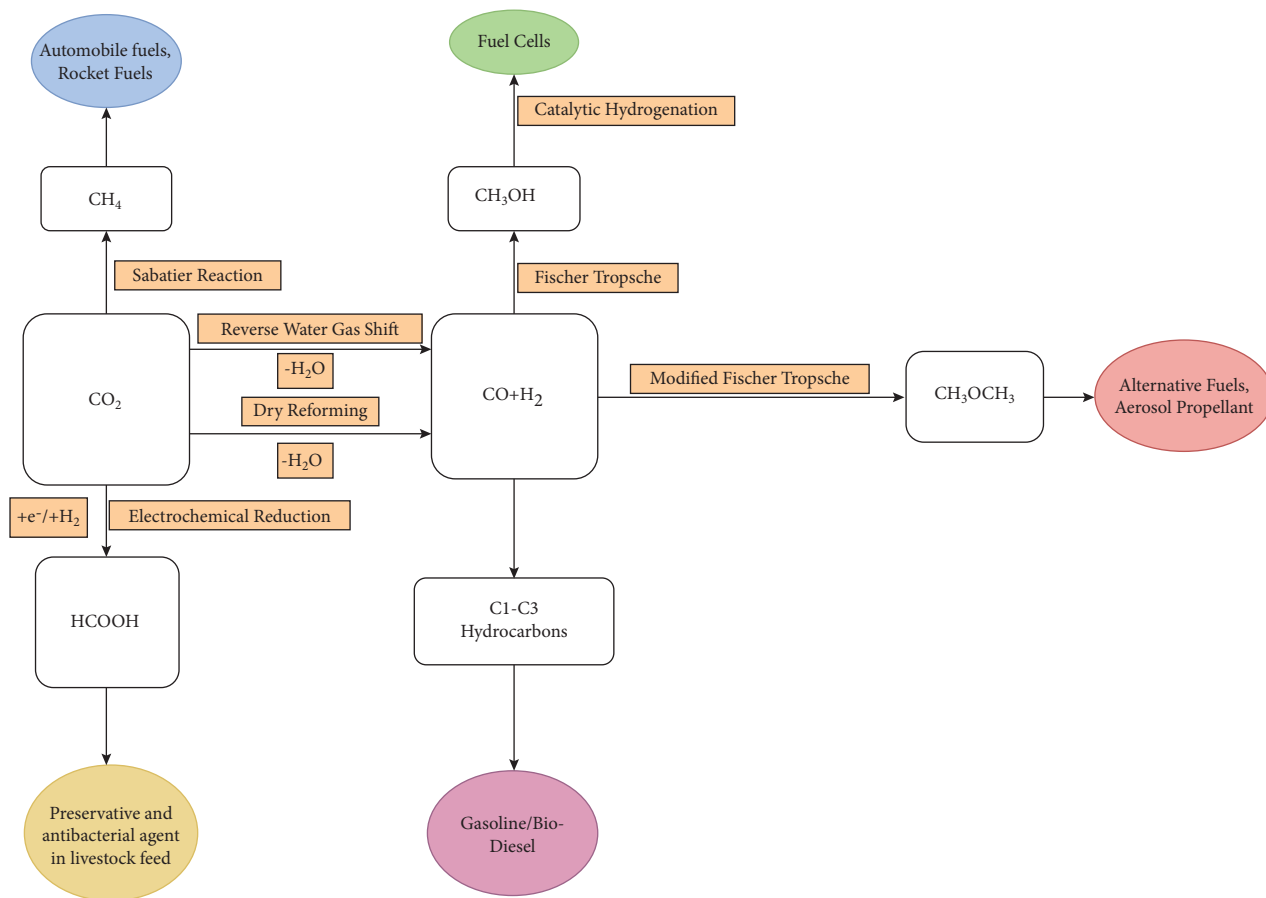 Automobile fuels,
Rocket Fuels
Fuel Cells
Catalytic Hydrogenation
CH₄
CH₃OH
Sabatier Reaction
Fischer Tropsche
Reverse Water Gas Shift
-H₂O
CO₂
Dry Reforming
-H₂O
CO+H₂
Modified Fischer Tropsche
CH₃OCH₃
Alternative Fuels,
Aerosol Propellant
+e⁻/+H₂
Electrochemical Reduction
HCOOH
C1-C3
Hydrocarbons
Preservative and
antibacterial agent
in livestock feed
Gasoline/Bio-
Diesel